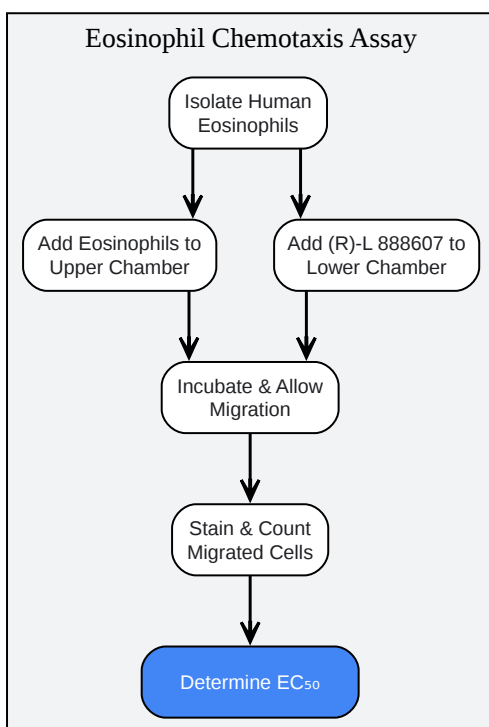 Eosinophil Chemotaxis Assay
Isolate Human
Eosinophils
Add Eosinophils to
Upper Chamber
Add (R)-L 888607 to
Lower Chamber
Incubate & Allow
Migration
Stain & Count
Migrated Cells
Determine EC₅₀